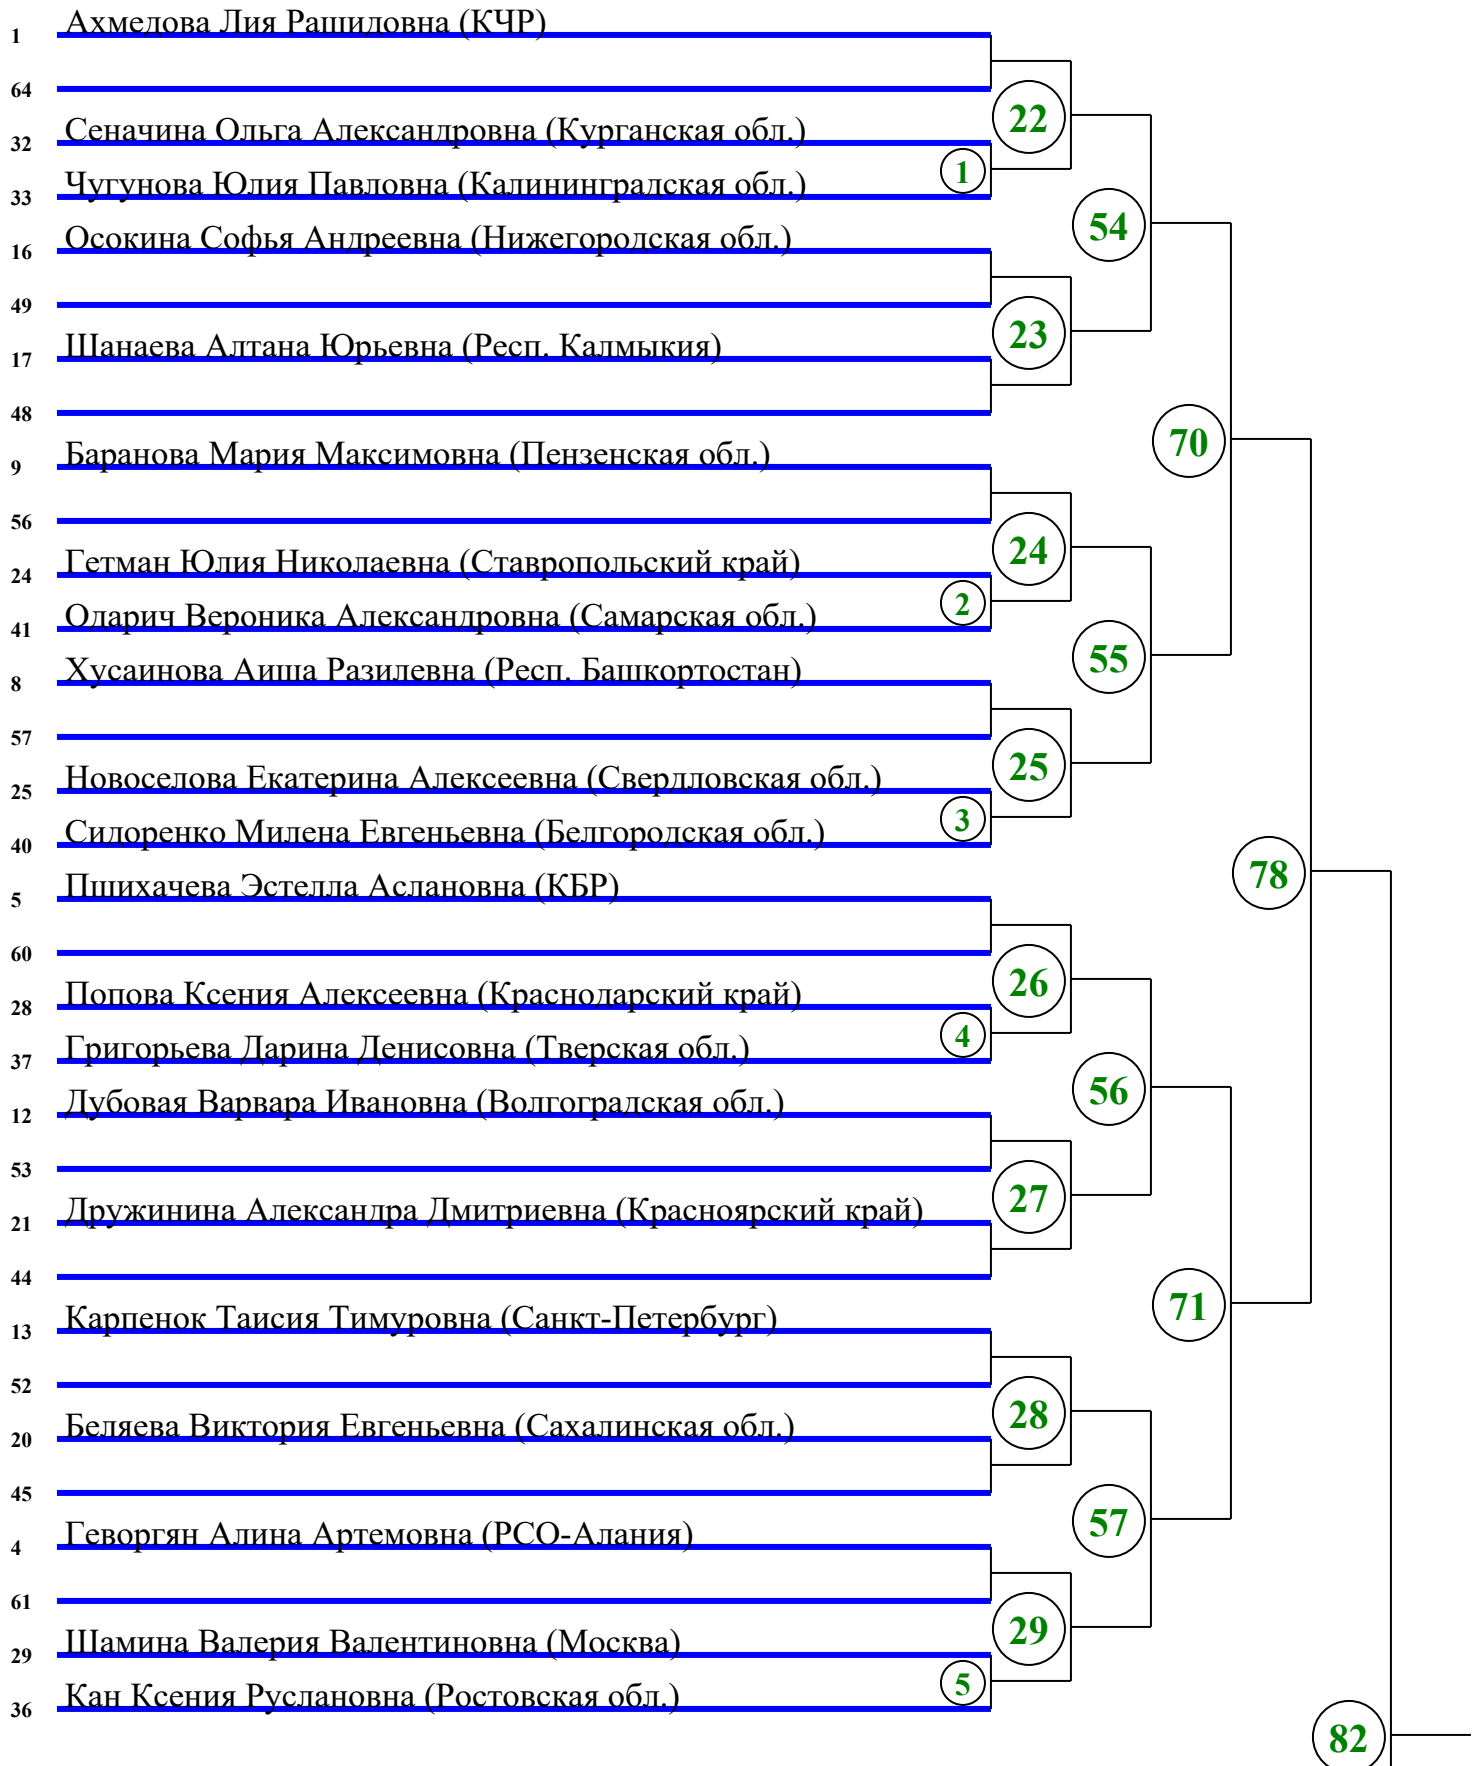 1 Ахмедова Лия Рашидовна (КЧР)
64
22
32 Сеначина Ольга Александровна (Курганская обл.)
1
33 Чугунова Юлия Павловна (Калининградская обл.)
54
16 Осокина Софья Андреевна (Нижегородская обл.)
49
23
17 Шанаева Алтана Юрьевна (Респ. Калмыкия)
48
70
9 Баранова Мария Максимовна (Пензенская обл.)
56
24
24 Гетман Юлия Николаевна (Ставропольский край)
2
41 Одарич Вероника Александровна (Самарская обл.)
55
8 Хусаинова Аиша Разилевна (Респ. Башкортостан)
57
25
25 Новоселова Екатерина Алексеевна (Свердловская обл.)
3
40 Сидоренко Милена Евгеньевна (Белгородская обл.)
78
5 Пшихачева Эстелла Аслановна (КБР)
60
26
28 Попова Ксения Алексеевна (Краснодарский край)
4
37 Григорьева Дарина Денисовна (Тверская обл.)
56
12 Дубовая Варвара Ивановна (Волгоградская обл.)
53
27
21 Дружинина Александра Дмитриевна (Красноярский край)
44
71
13 Карпенок Таисия Тимуровна (Санкт-Петербург)
52
28
20 Беляева Виктория Евгеньевна (Сахалинская обл.)
45
57
4 Геворгян Алина Артемовна (РСО-Алания)
61
29
29 Шамина Валерия Валентиновна (Москва)
5
36 Кан Ксения Руслановна (Ростовская обл.)
82